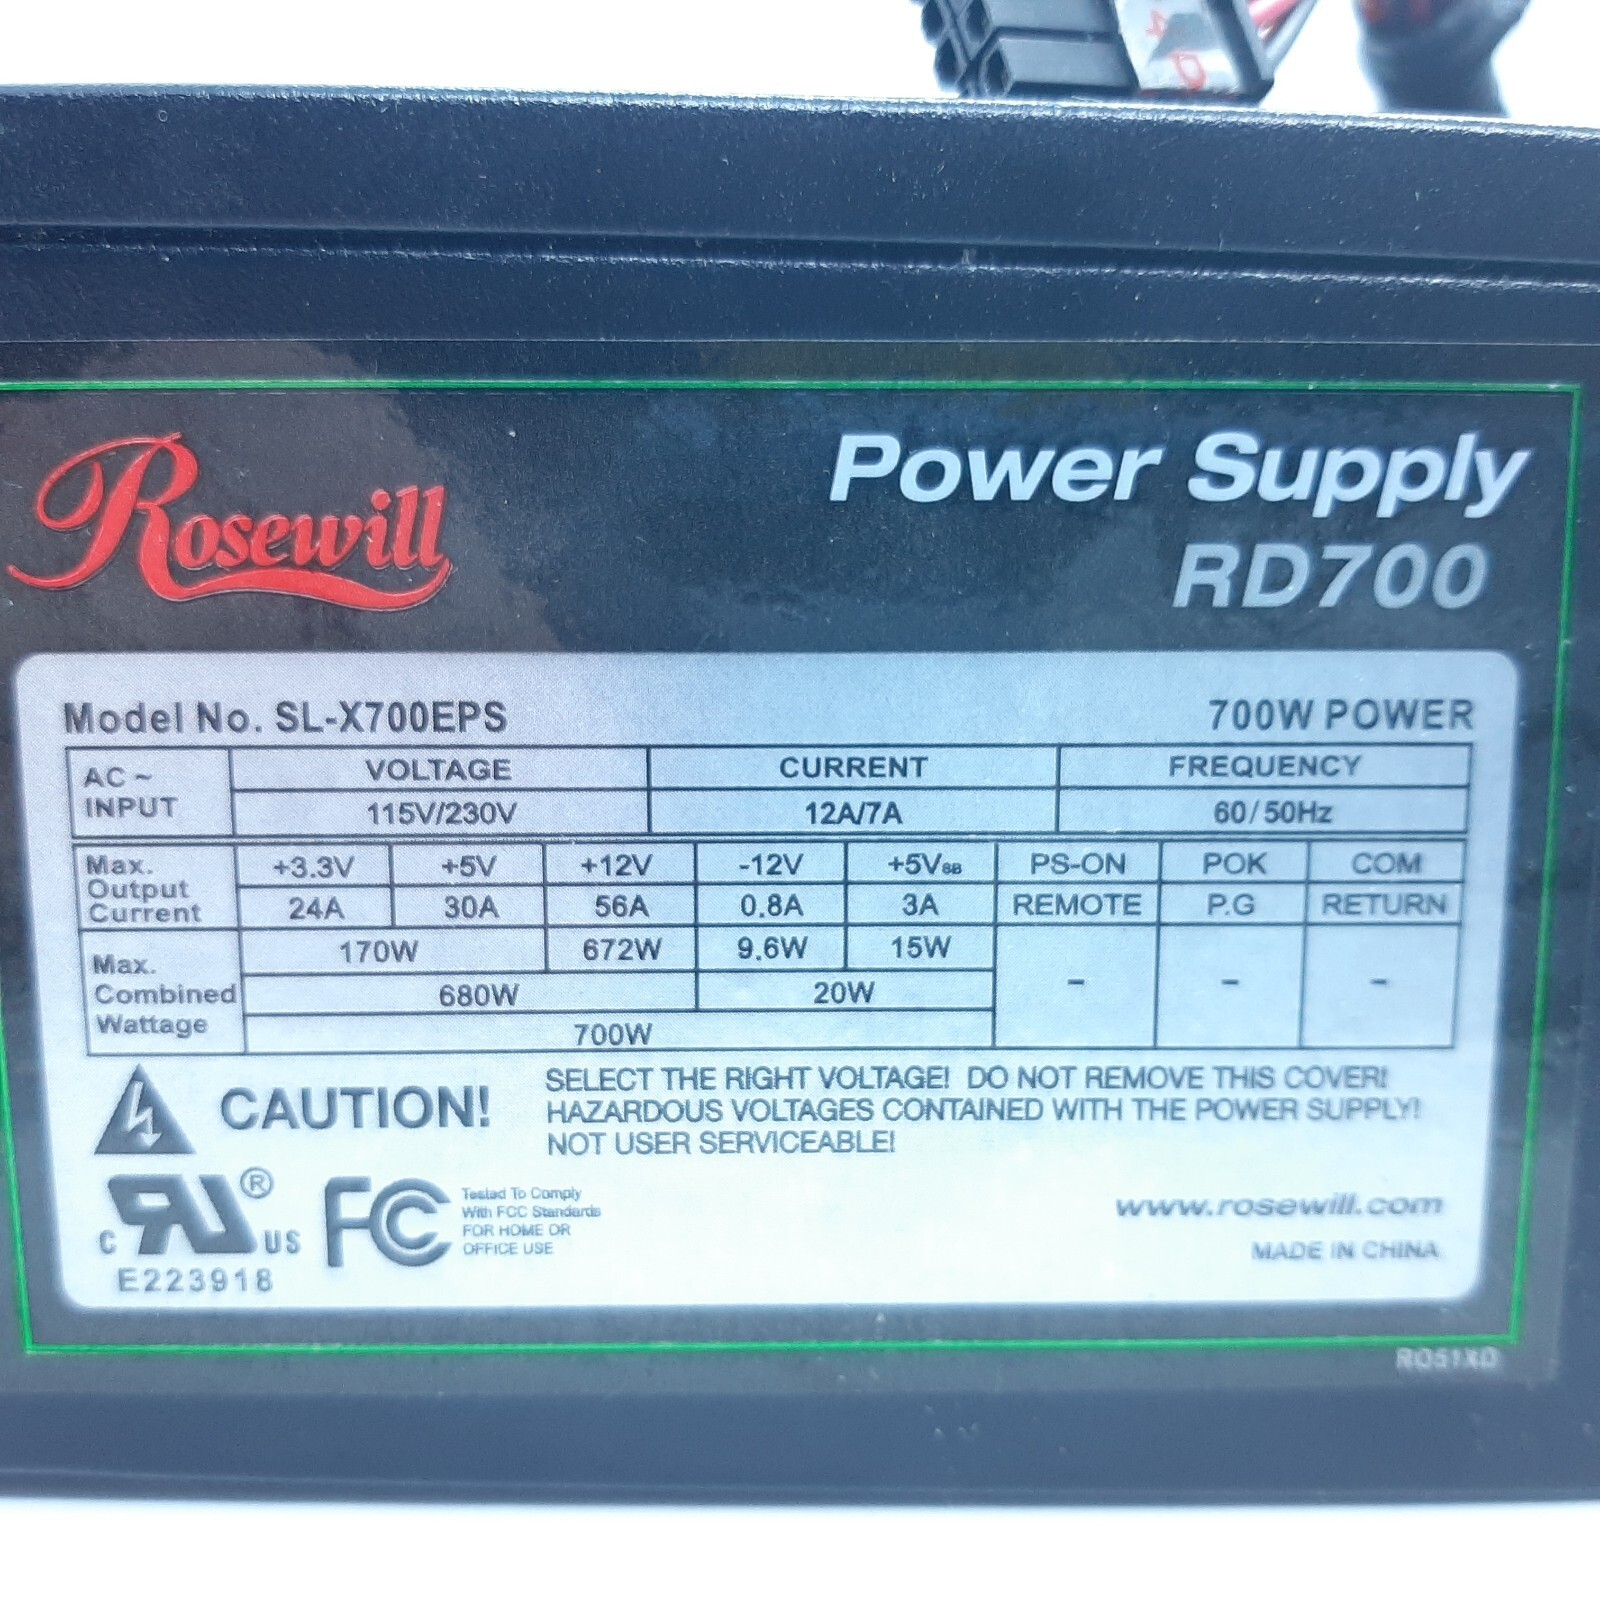 Rosewill
Power Supply
RD700
Model No. SL-X700EPS 700W POWER
AC ~ INPUT VOLTAGE CURRENT FREQUENCY
115V/230V 12A/7A 60/50Hz
Max. Output Current +3.3V +5V +12V -12V +5VSB PS-ON POK COM
24A 30A 56A 0.8A 3A REMOTE P.G RETURN
Max. Combined Wattage 170W 672W 9.6W 15W - - -
680W 20W
700W
CAUTION!
SELECT THE RIGHT VOLTAGE! DO NOT REMOVE THIS COVER!
HAZARDOUS VOLTAGES CONTAINED WITH THE POWER SUPPLY!
NOT USER SERVICEABLE!
c RU ® US
E223918
FC
Tested To Comply
With FCC Standards
FOR HOME OR
OFFICE USE
www.rosewill.com
MADE IN CHINA